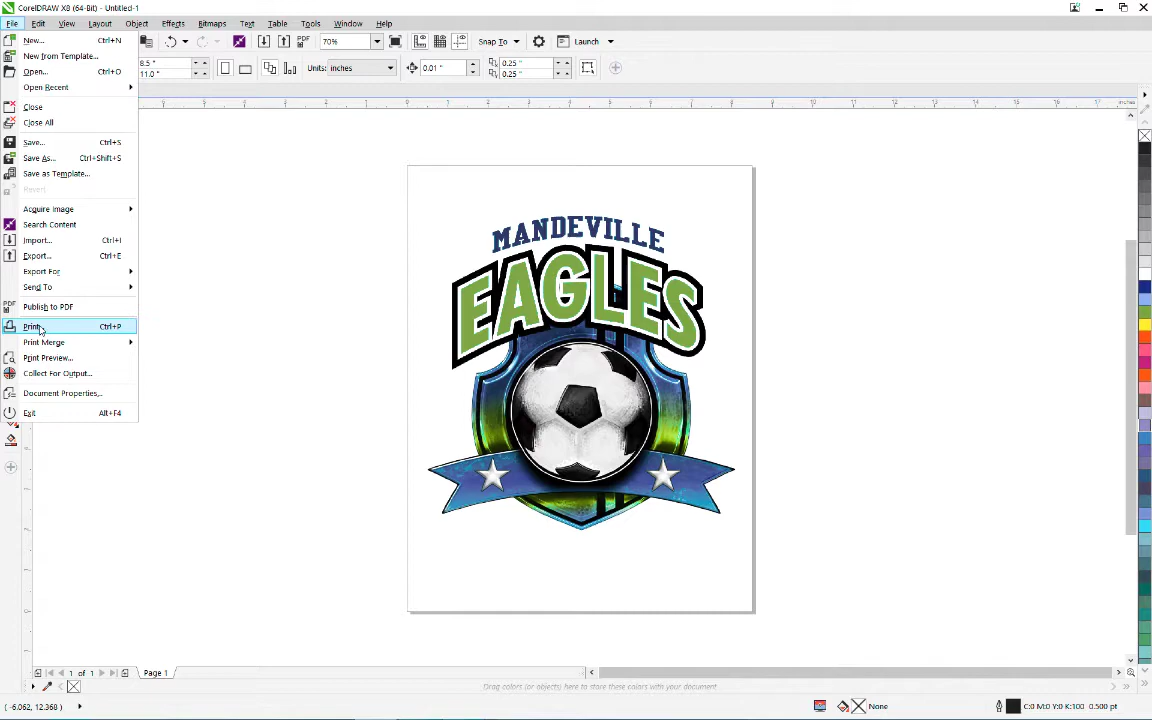 CorelDRAW X8 (64-Bit) - Untitled-1
File Edit View Layout Object Effects Bitmaps Text Table Tools Window Help
New... Ctrl+N
New from Template...
Open... Ctrl+O
Open Recent
Close
Close All
Save... Ctrl+S
Save As... Ctrl+Shift+S
Save as Template...
Revert
Acquire Image
Search Content
Import... Ctrl+I
Export... Ctrl+E
Export For
Send To
Publish to PDF
Print... Ctrl+P
Print Merge
Print Preview...
Collect For Output...
Document Properties...
Exit Alt+F4
PDF 70% Snap To Launch
8.5 " 11.0 " Units: inches 0.01 " 0.25 " 0.25 "
inches
MANDEVILLE
EAGLES
1 of 1 Page 1
Drag colors (or objects) here to store these colors with your document
( -6.062, 12.368 ) None C:0 M:0 Y:0 K:100 0.500 pt